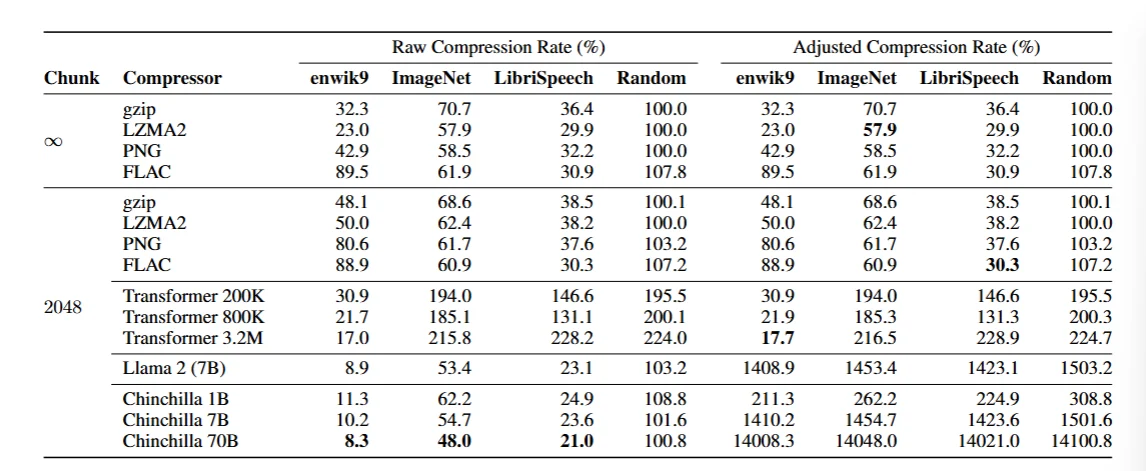 Raw Compression Rate (%) Adjusted Compression Rate (%)
Chunk Compressor enwik9 ImageNet LibriSpeech Random enwik9 ImageNet LibriSpeech Random
gzip 32.3 70.7 36.4 100.0 32.3 70.7 36.4 100.0
LZMA2 23.0 57.9 29.9 100.0 23.0 57.9 29.9 100.0
∞
PNG 42.9 58.5 32.2 100.0 42.9 58.5 32.2 100.0
FLAC 89.5 61.9 30.9 107.8 89.5 61.9 30.9 107.8
gzip 48.1 68.6 38.5 100.1 48.1 68.6 38.5 100.1
LZMA2 50.0 62.4 38.2 100.0 50.0 62.4 38.2 100.0
PNG 80.6 61.7 37.6 103.2 80.6 61.7 37.6 103.2
FLAC 88.9 60.9 30.3 107.2 88.9 60.9 30.3 107.2
Transformer 200K 30.9 194.0 146.6 195.5 30.9 194.0 146.6 195.5
2048
Transformer 800K 21.7 185.1 131.1 200.1 21.9 185.3 131.3 200.3
Transformer 3.2M 17.0 215.8 228.2 224.0 17.7 216.5 228.9 224.7
Llama 2 (7B) 8.9 53.4 23.1 103.2 1408.9 1453.4 1423.1 1503.2
Chinchilla 1B 11.3 62.2 24.9 108.8 211.3 262.2 224.9 308.8
Chinchilla 7B 10.2 54.7 23.6 101.6 1410.2 1454.7 1423.6 1501.6
Chinchilla 70B 8.3 48.0 21.0 100.8 14008.3 14048.0 14021.0 14100.8